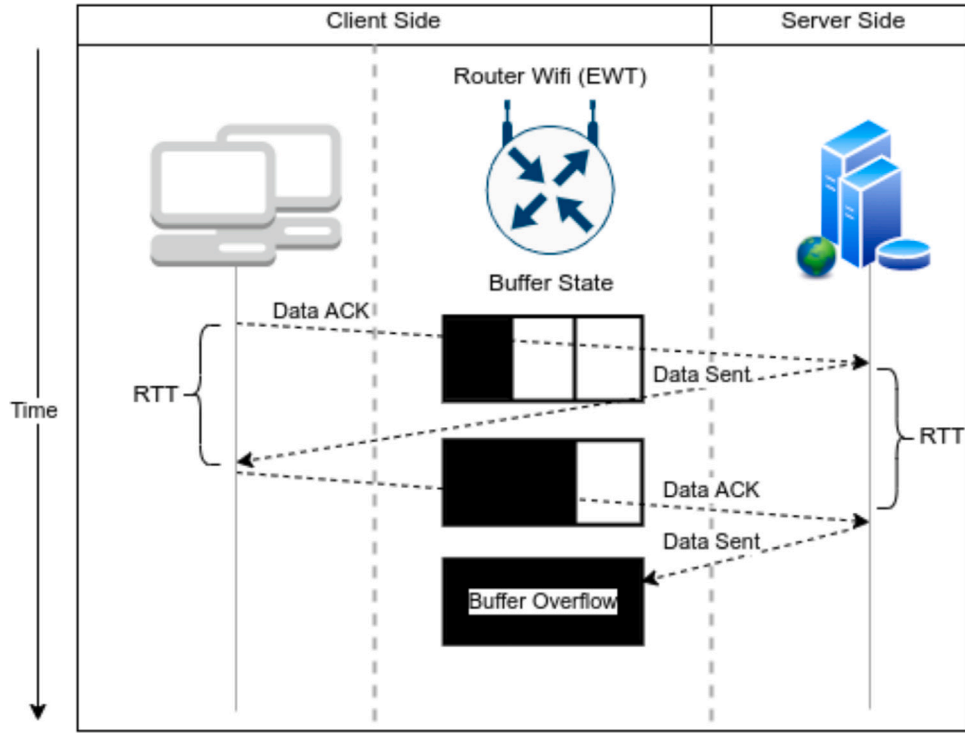 Client Side
Server Side
Router Wifi (EWT)
Buffer State
Data ACK
Data Sent
RTT
Time
RTT
Data ACK
Data Sent
Buffer Overflow